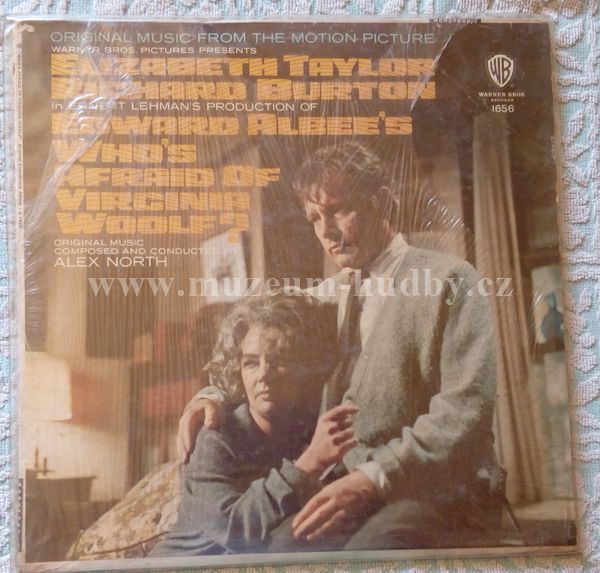 MONOPHONIC
ORIGINAL MUSIC FROM THE MOTION PICTURE
WARNER BROS. PICTURES PRESENTS
ELIZABETH TAYLOR
RICHARD BURTON
in ERNEST LEHMAN'S PRODUCTION OF
EDWARD ALBEE'S
WHO'S
AFRAID OF
VIRGINIA
WOOLF?
ORIGINAL MUSIC
COMPOSED AND CONDUCTED BY
ALEX NORTH
WB
WARNER BROS
RECORDS
1656
www.muzeum-hudby.cz